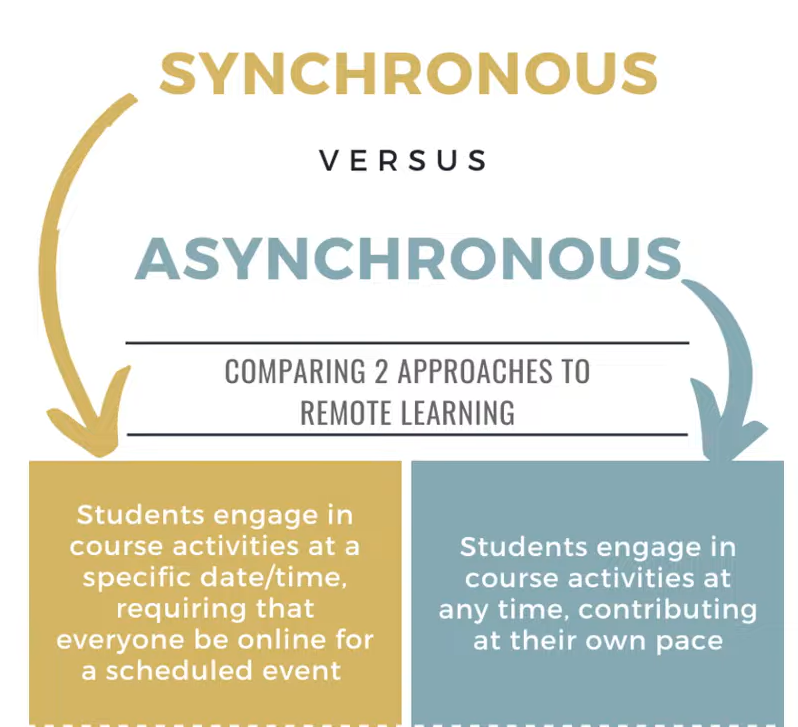 SYNCHRONOUS
VERSUS
ASYNCHRONOUS
COMPARING 2 APPROACHES TO
REMOTE LEARNING
Students engage in
course activities at a
specific date/time,
requiring that
everyone be online for
a scheduled event
Students engage in
course activities at
any time, contributing
at their own pace